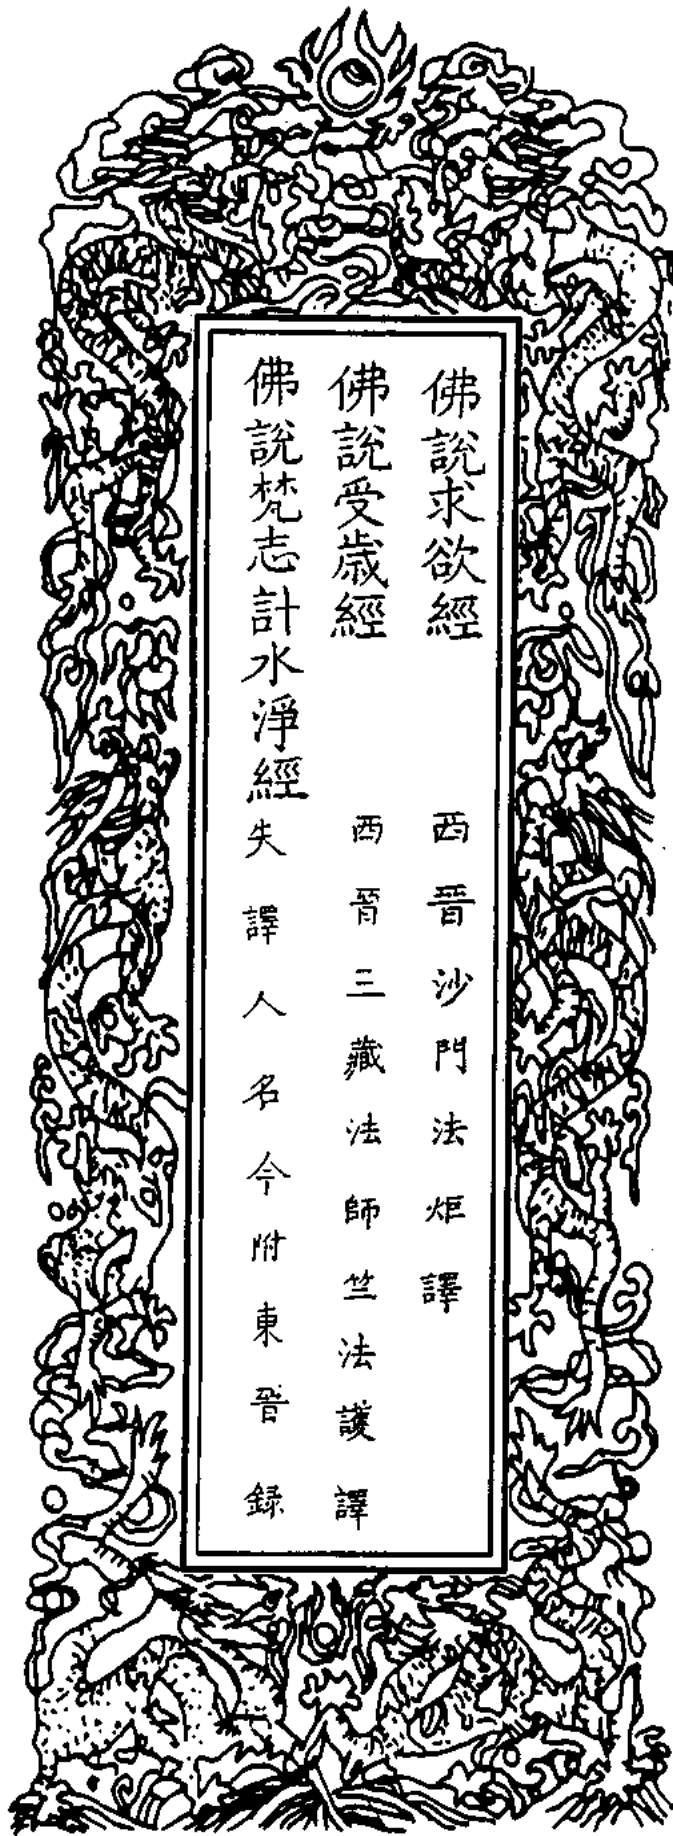 佛說求欲經 西晉沙門法炬譯
佛說受歲經 西晉三藏法師竺法護譯
佛說梵志計水淨經 失譯人名今附東晉錄